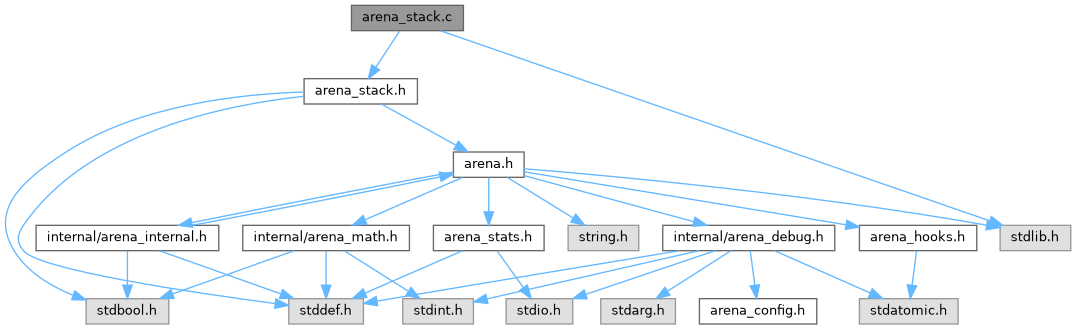 arena_stack.c
arena_stack.h
arena.h
internal/arena_internal.h
internal/arena_math.h
arena_stats.h
string.h
internal/arena_debug.h
arena_hooks.h
stdlib.h
stdbool.h
stddef.h
stdint.h
stdio.h
stdarg.h
arena_config.h
stdatomic.h